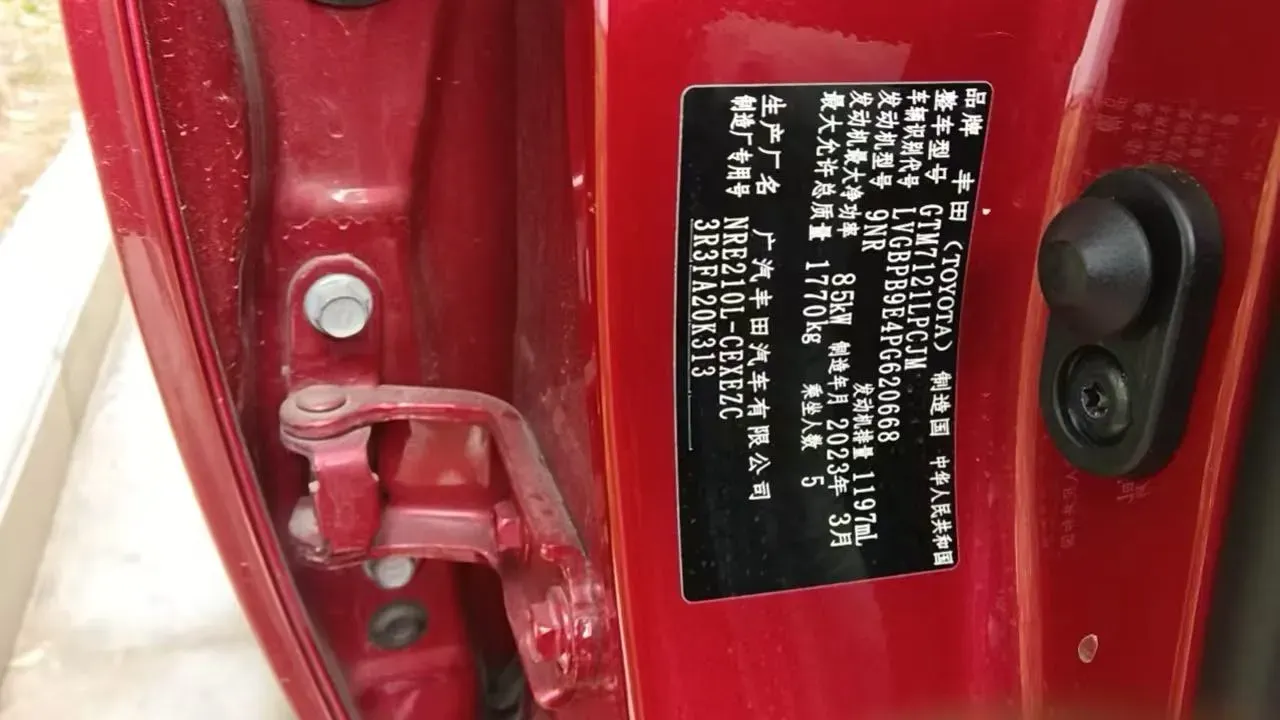 品牌 丰田（TOYOTA） 制造国 中华人民共和国
整车型号 GTM7121LPCJM
车辆识别代号 LVGBPB9E4PG620668
发动机型号 9NR 发动机排量 1197mL
发动机最大净功率 85kW 制造年月 2023年 3月
最大允许总质量 1770kg 乘坐人数 5
生产厂名 广汽丰田汽车有限公司
制造厂专用号 NRE210L-CEXEZC
3R3FA20K313